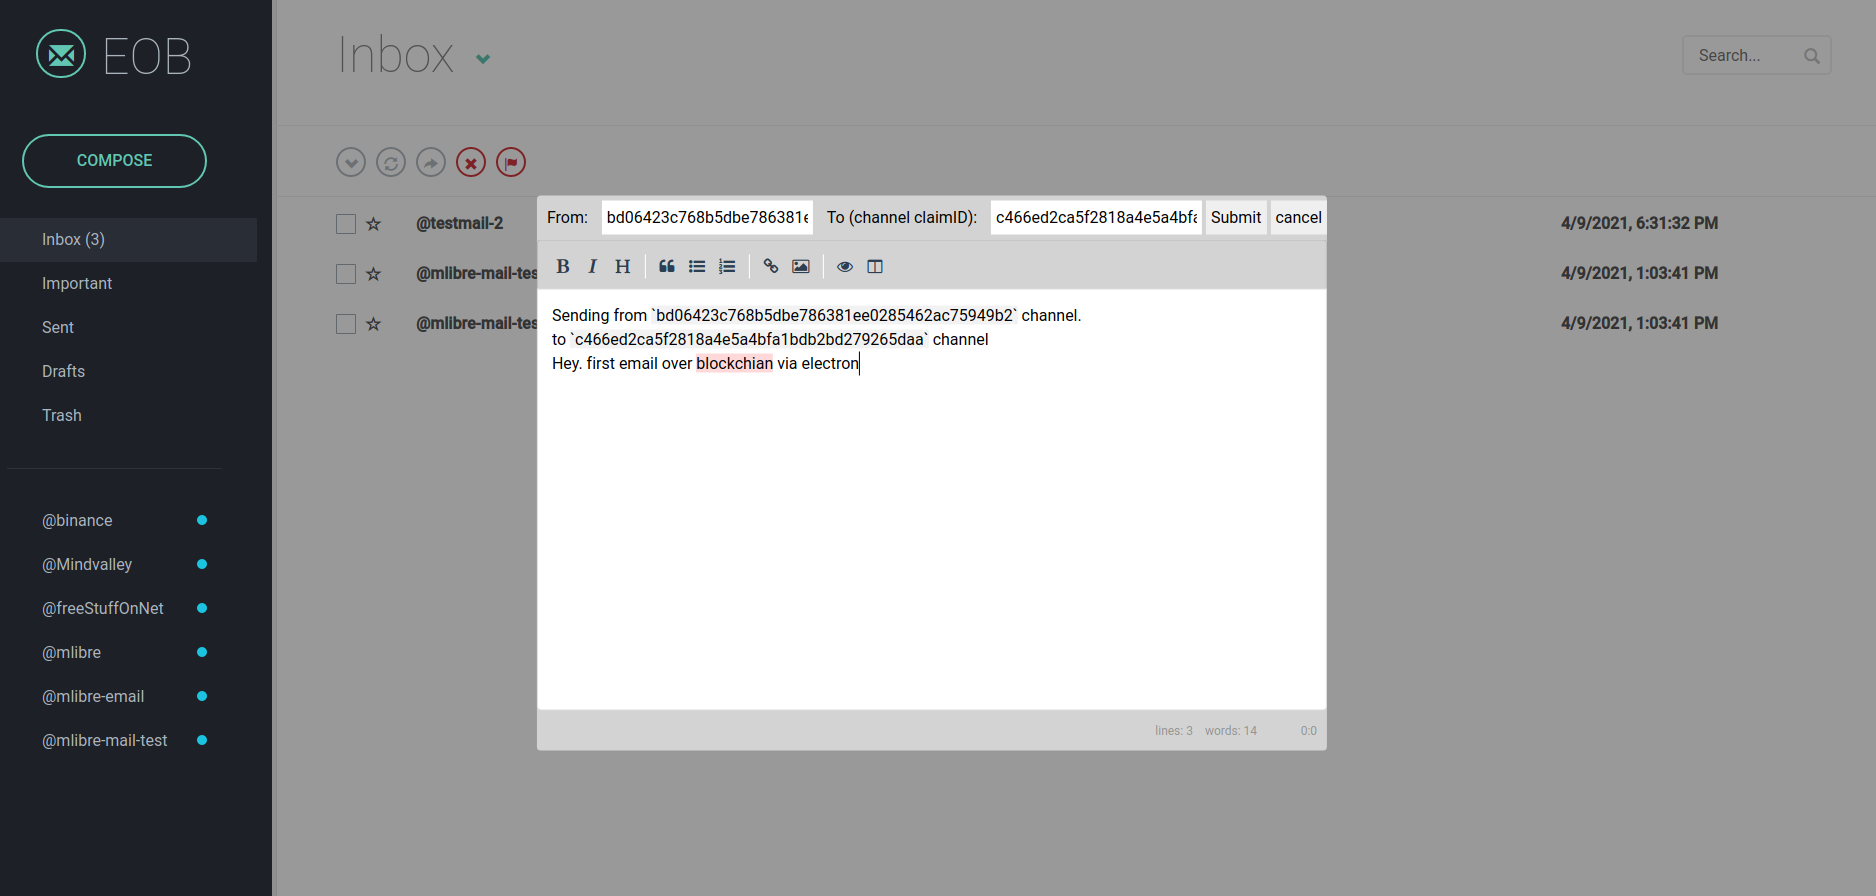 EOB
COMPOSE
Inbox (3)
Important
Sent
Drafts
Trash
@binance
@Mindvalley
@freeStuffOnNet
@mlibre
@mlibre-email
@mlibre-mail-test
Inbox
Search...
@testmail-2 4/9/2021, 6:31:32 PM
@mlibre-mail-tes 4/9/2021, 1:03:41 PM
@mlibre-mail-tes 4/9/2021, 1:03:41 PM
From: bd06423c768b5dbe786381e To (channel claimID): c466ed2ca5f2818a4e5a4bfa Submit cancel
B I H
Sending from `bd06423c768b5dbe786381ee0285462ac75949b2` channel.
to `c466ed2ca5f2818a4e5a4bfa1bdb2bd279265daa` channel
Hey. first email over blockchian via electron
lines: 3 words: 14 0:0